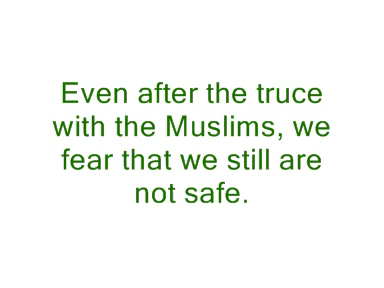 Even after the truce
with the Muslims, we
fear that we still are
not safe.